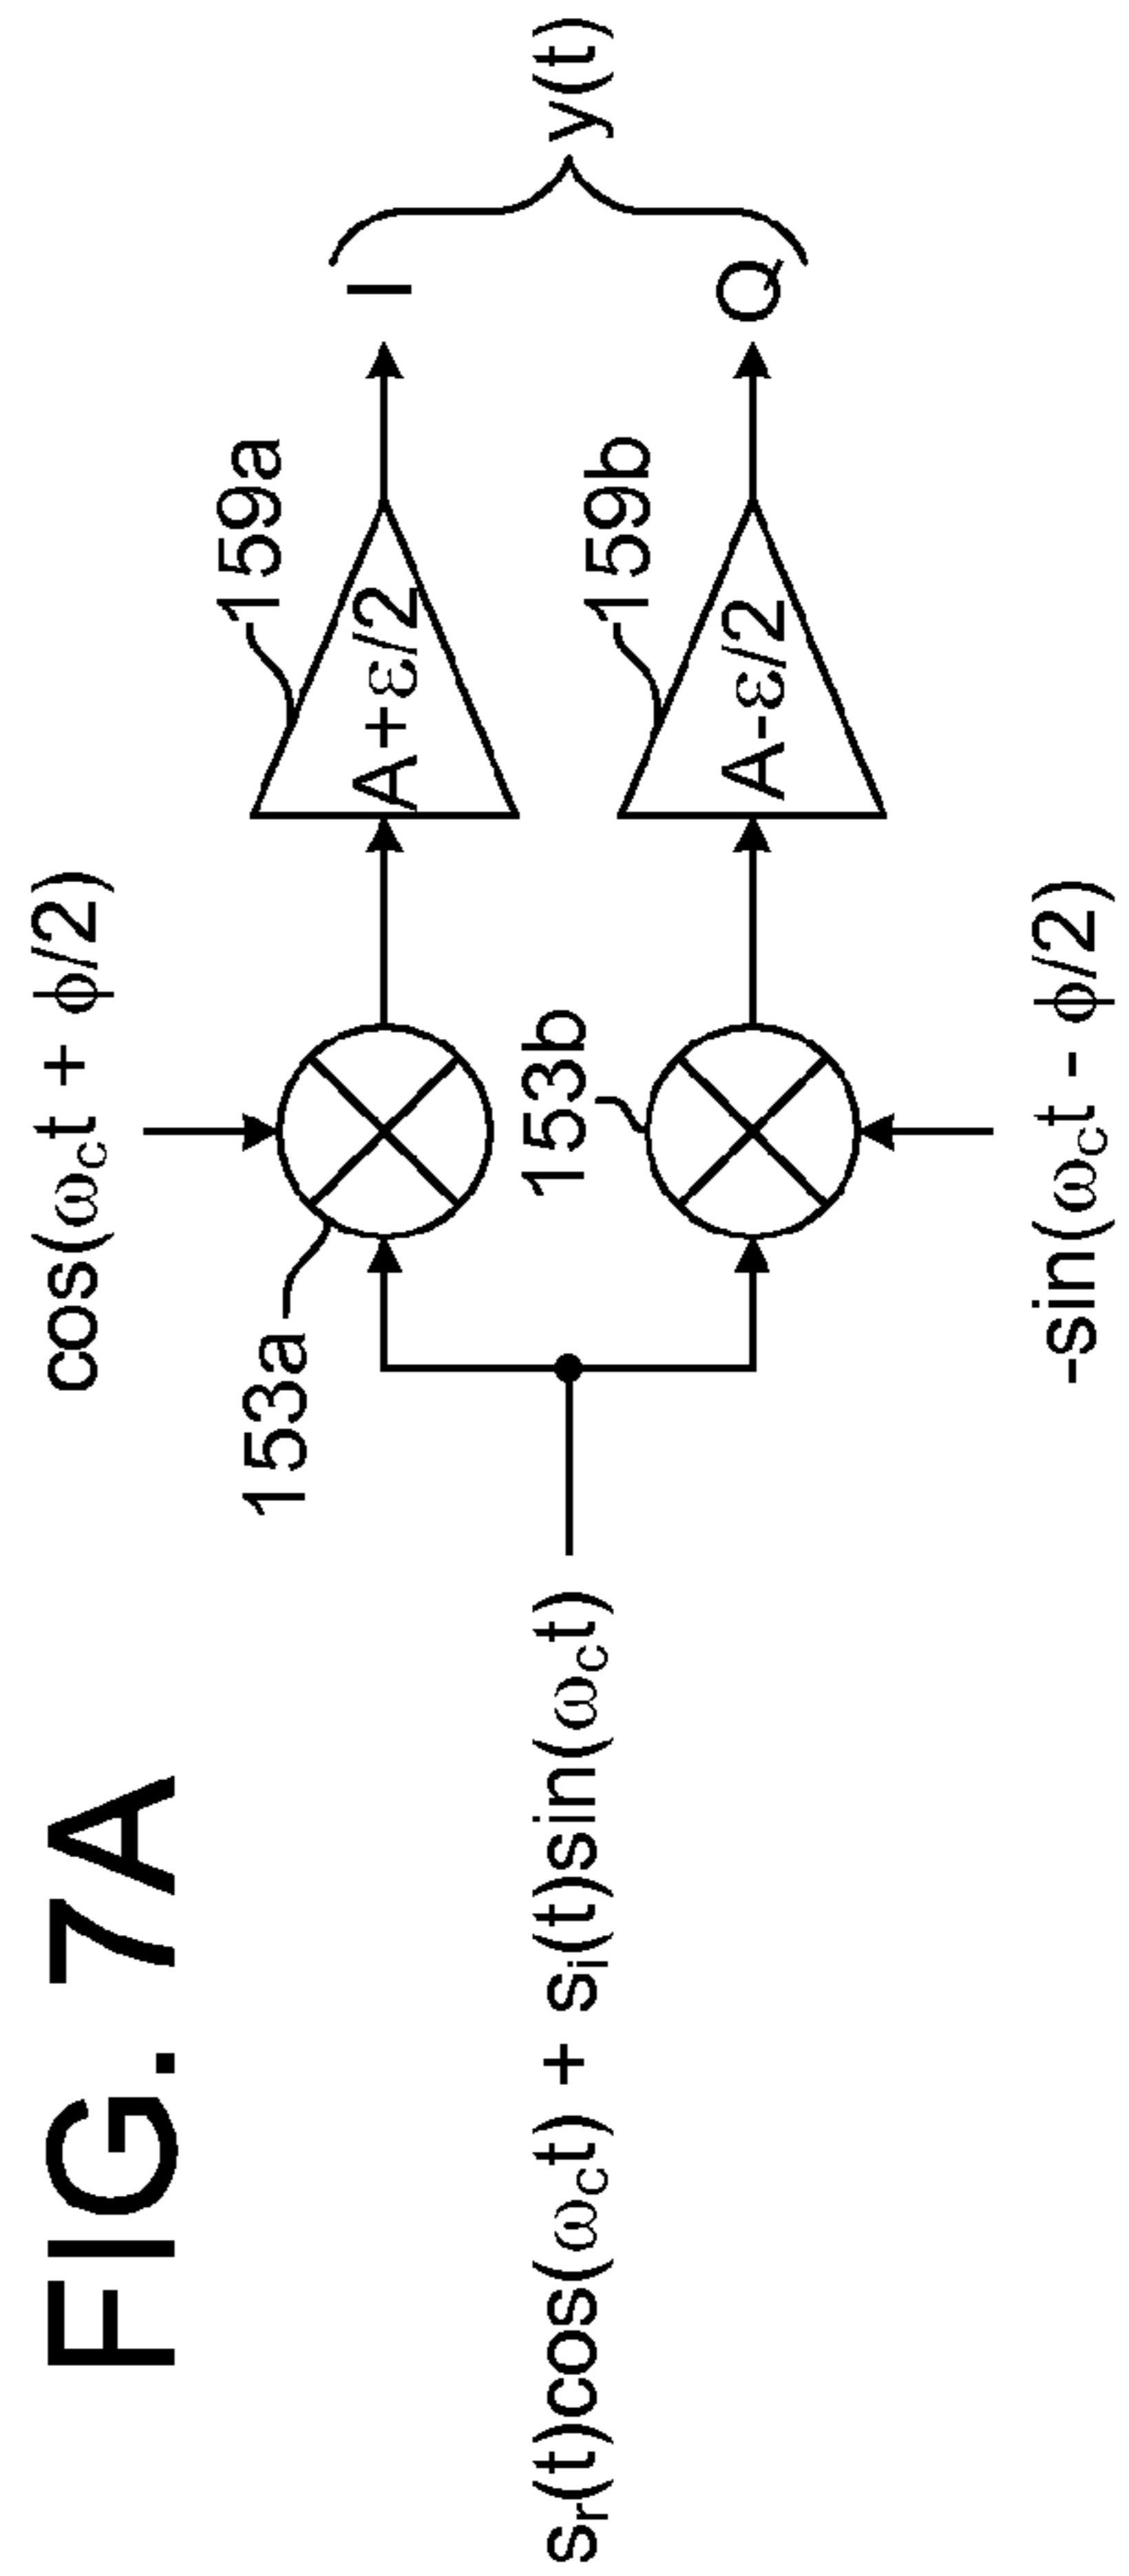 FIG. 7A
cos(ω_ct + ϕ/2)
153a
159a
A+ε/2
I
s_r(t)cos(ω_ct) + s_i(t)sin(ω_ct)
y(t)
153b
159b
A-ε/2
Q
-sin(ω_ct - ϕ/2)